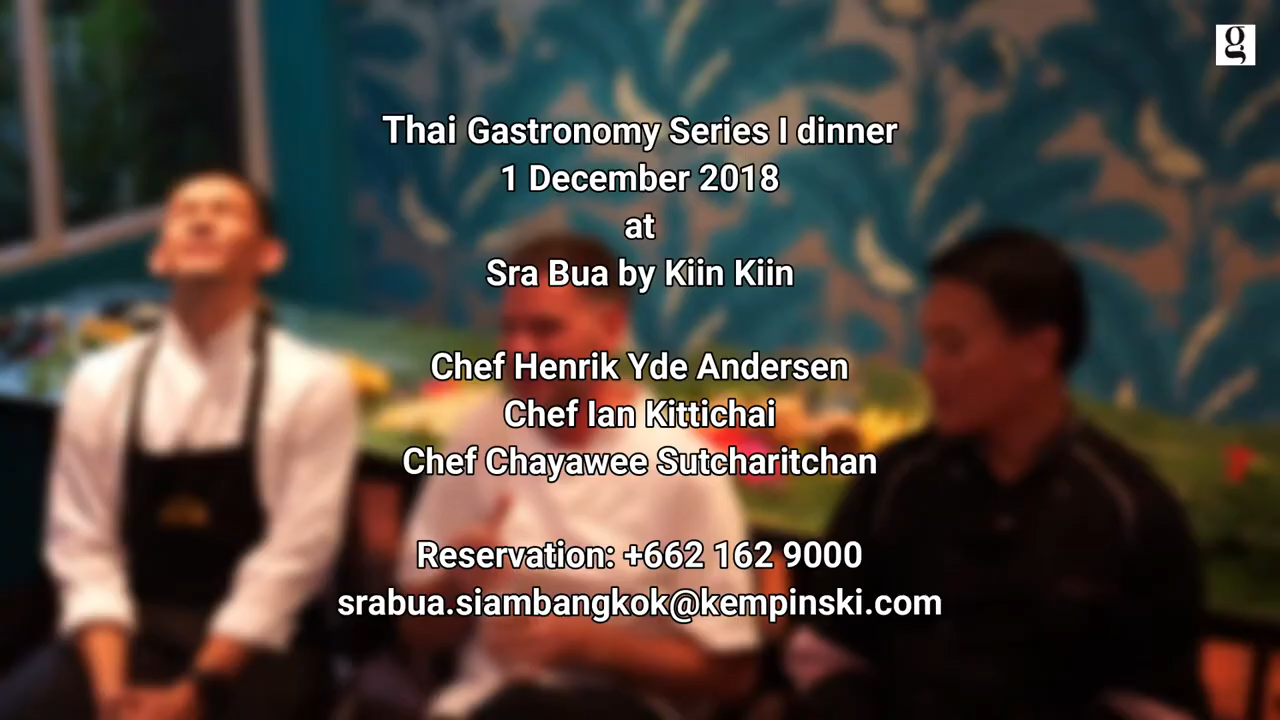 g
Thai Gastronomy Series I dinner
1 December 2018
at
Sra Bua by Kiin Kiin
Chef Henrik Yde Andersen
Chef Ian Kittichai
Chef Chayawee Sutcharitchan
Reservation: +662 162 9000
srabua.siambangkok@kempinski.com